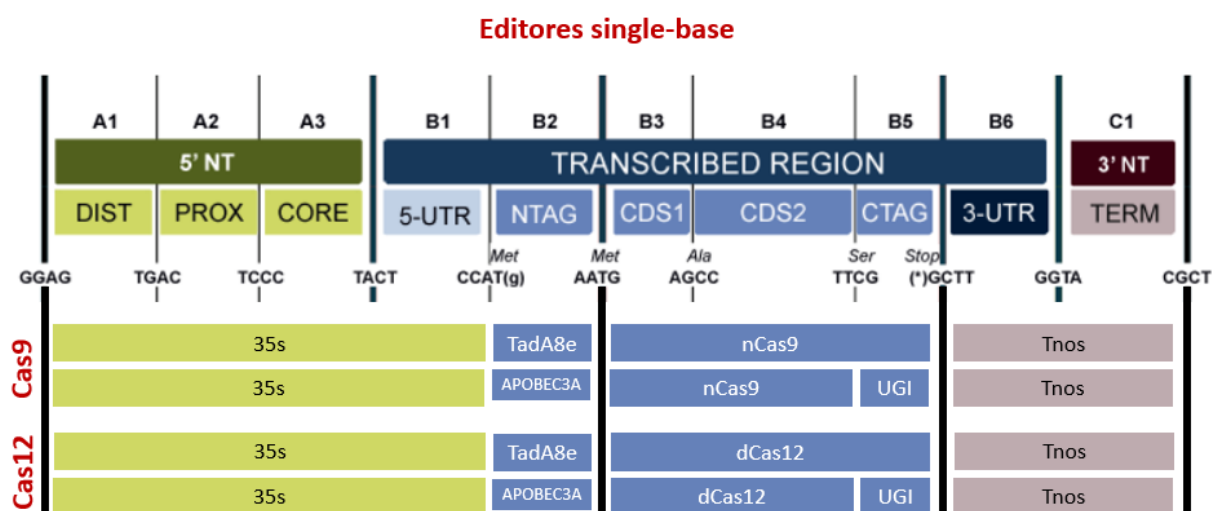 Editores single-base
A1 A2 A3 B1 B2 B3 B4 B5 B6 C1
5' NT TRANSCRIBED REGION 3' NT
DIST PROX CORE 5-UTR NTAG CDS1 CDS2 CTAG 3-UTR TERM
Met Met Ala Ser Stop
GGAG TGAC TCCC TACT CCAT(g) AATG AGCC TTCG (*)GCTT GGTA CGCT
Cas9
35s TadA8e nCas9 Tnos
35s APOBEC3A nCas9 UGI Tnos
Cas12
35s TadA8e dCas12 Tnos
35s APOBEC3A dCas12 UGI Tnos